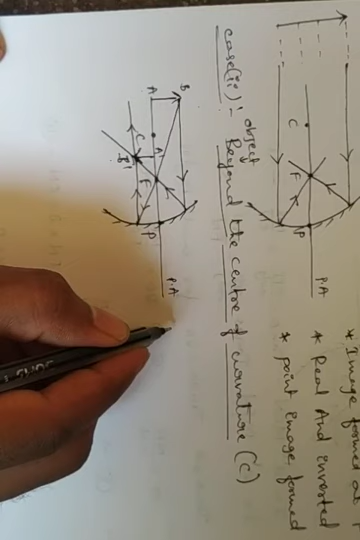 * Image formed at
* Real And inverted
* point image formed
C
F
P
P.A
case(ii):- object Beyond the centre of curvature (C)
A
B
C
A'
B'
F
P
P.A